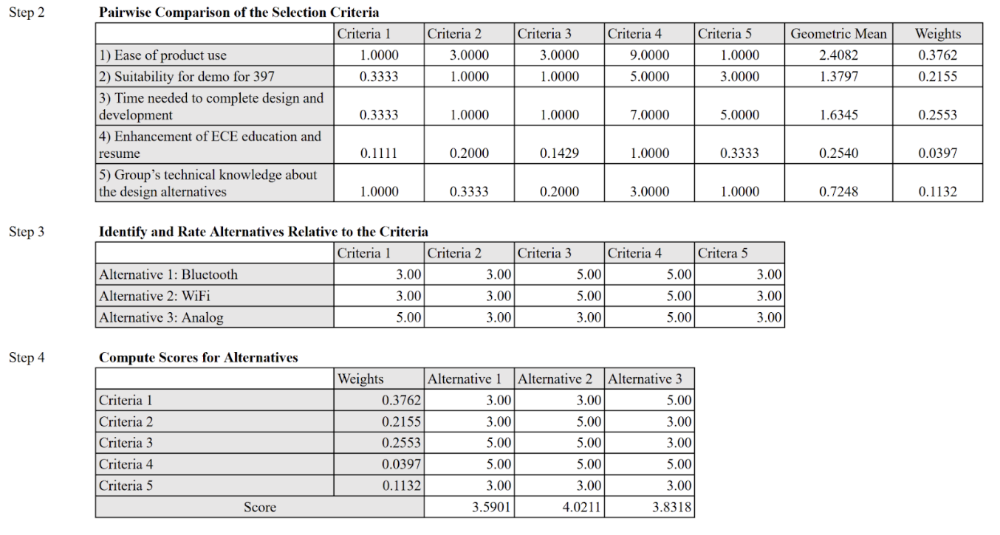 Step 2 Pairwise Comparison of the Selection Criteria
Criteria 1 Criteria 2 Criteria 3 Criteria 4 Criteria 5 Geometric Mean Weights
1) Ease of product use 1.0000 3.0000 3.0000 9.0000 1.0000 2.4082 0.3762
2) Suitability for demo for 397 0.3333 1.0000 1.0000 5.0000 3.0000 1.3797 0.2155
3) Time needed to complete design and
development 0.3333 1.0000 1.0000 7.0000 5.0000 1.6345 0.2553
4) Enhancement of ECE education and
resume 0.1111 0.2000 0.1429 1.0000 0.3333 0.2540 0.0397
5) Group's technical knowledge about
the design alternatives 1.0000 0.3333 0.2000 3.0000 1.0000 0.7248 0.1132
Step 3 Identify and Rate Alternatives Relative to the Criteria
Criteria 1 Criteria 2 Criteria 3 Criteria 4 Critera 5
Alternative 1: Bluetooth 3.00 3.00 5.00 5.00 3.00
Alternative 2: WiFi 3.00 3.00 5.00 5.00 3.00
Alternative 3: Analog 5.00 3.00 3.00 5.00 3.00
Step 4 Compute Scores for Alternatives
Weights Alternative 1 Alternative 2 Alternative 3
Criteria 1 0.3762 3.00 3.00 5.00
Criteria 2 0.2155 3.00 5.00 3.00
Criteria 3 0.2553 5.00 5.00 3.00
Criteria 4 0.0397 5.00 5.00 5.00
Criteria 5 0.1132 3.00 3.00 3.00
Score 3.5901 4.0211 3.8318